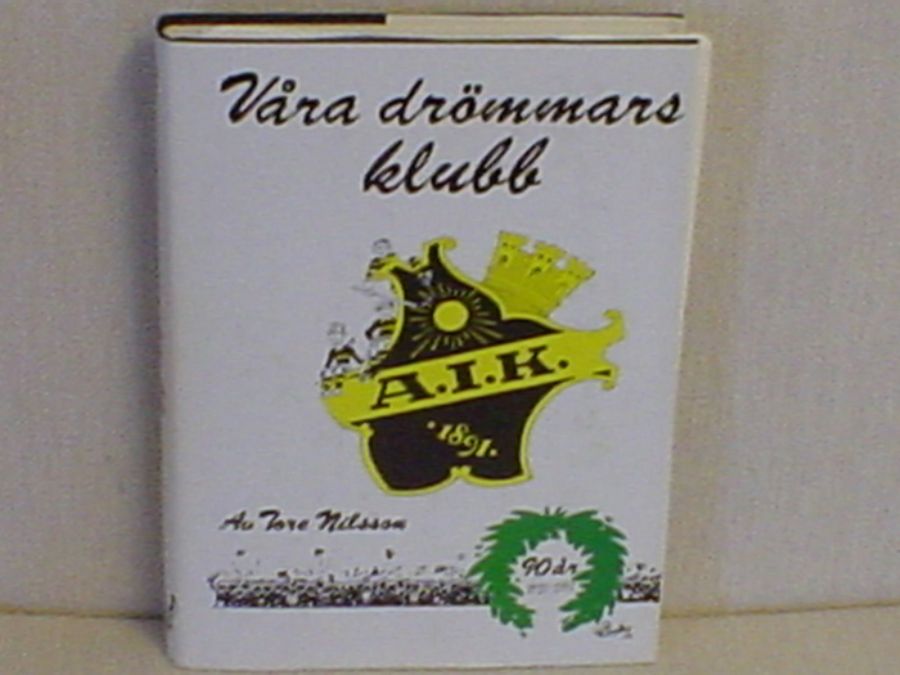 Våra drömmars
klubb
A.I.K.
·1891.
Av Tore Nilsson
90 år